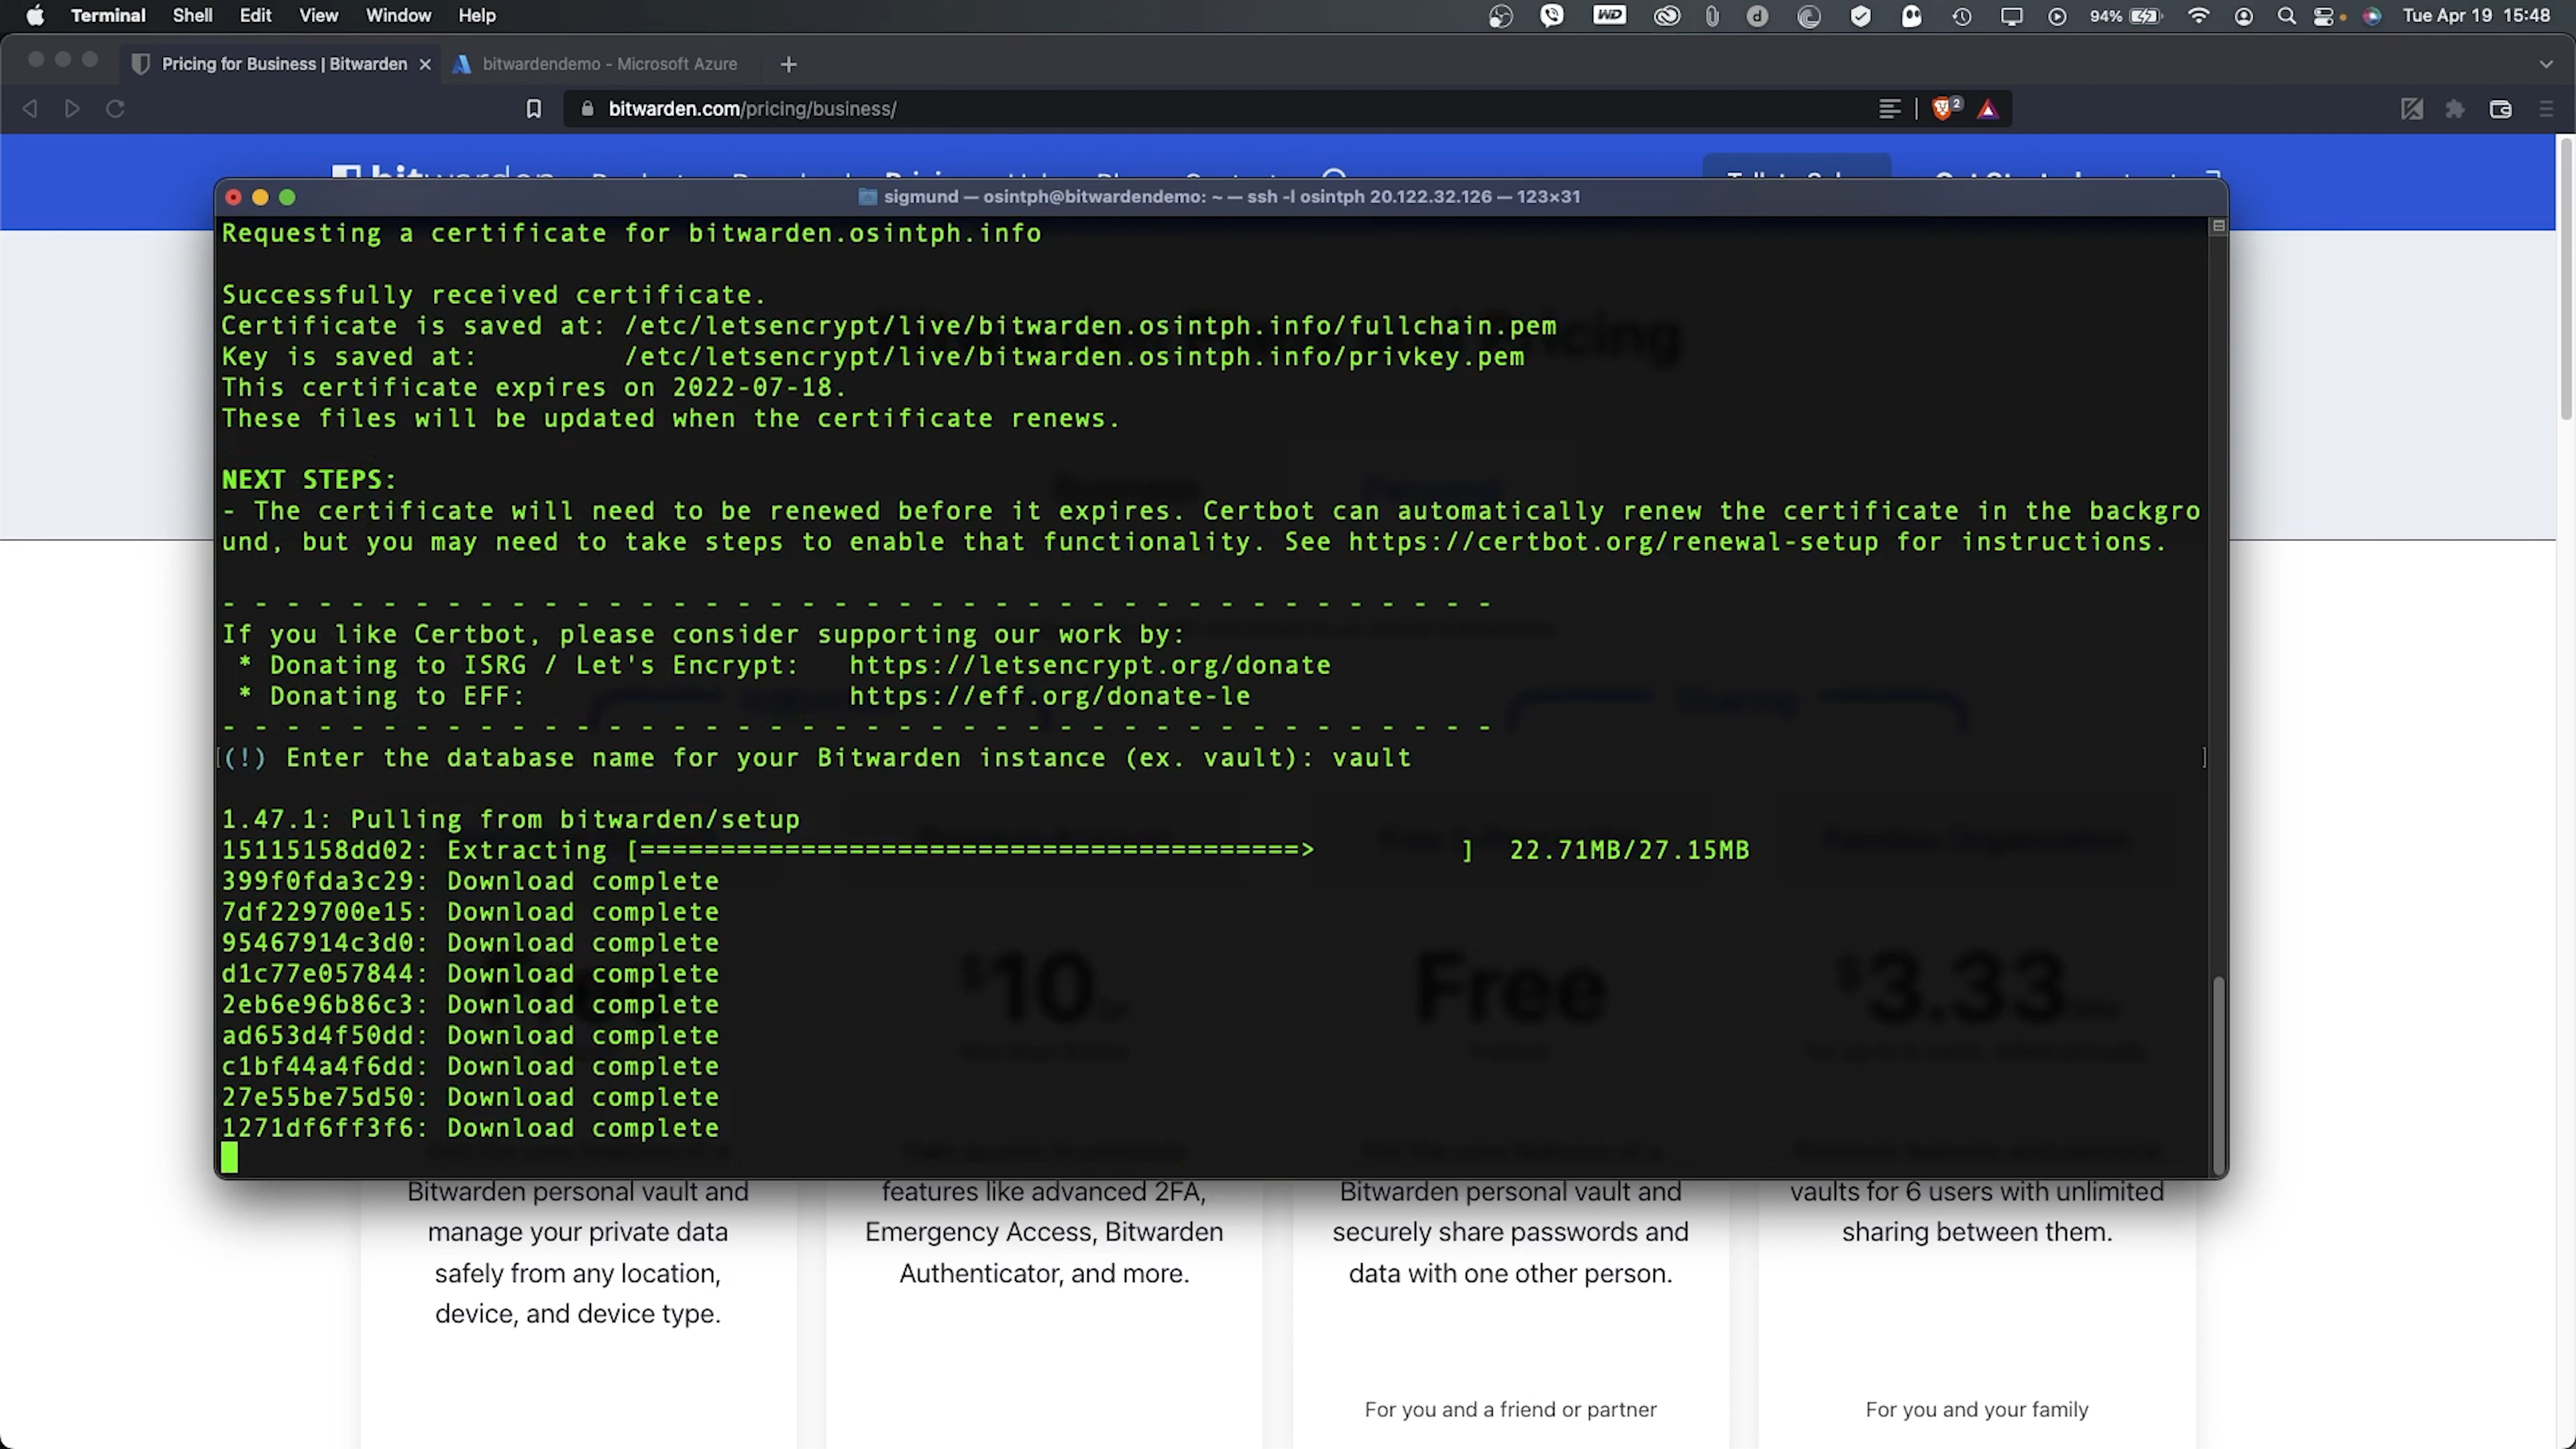 Terminal Shell Edit View Window Help
WD d 94% Tue Apr 19 15:48
Pricing for Business | Bitwarden
bitwardendemo - Microsoft Azure
bitwarden.com/pricing/business/
2
sigmund — osintph@bitwardendemo: ~ — ssh -l osintph 20.122.32.126 — 123×31
Requesting a certificate for bitwarden.osintph.info
Successfully received certificate.
Certificate is saved at: /etc/letsencrypt/live/bitwarden.osintph.info/fullchain.pem
Key is saved at: /etc/letsencrypt/live/bitwarden.osintph.info/privkey.pem
This certificate expires on 2022-07-18.
These files will be updated when the certificate renews.
NEXT STEPS:
- The certificate will need to be renewed before it expires. Certbot can automatically renew the certificate in the backgro
und, but you may need to take steps to enable that functionality. See https://certbot.org/renewal-setup for instructions.
- - - - - - - - - - - - - - - - - - - - - - - - - - - - - - - - - - - - - - - -
If you like Certbot, please consider supporting our work by:
* Donating to ISRG / Let's Encrypt: https://letsencrypt.org/donate
* Donating to EFF: https://eff.org/donate-le
- - - - - - - - - - - - - - - - - - - - - - - - - - - - - - - - - - - - - - - -
(!) Enter the database name for your Bitwarden instance (ex. vault): vault
1.47.1: Pulling from bitwarden/setup
15115158dd02: Extracting [=========================================> ] 22.71MB/27.15MB
399f0fda3c29: Download complete
7df229700e15: Download complete
95467914c3d0: Download complete
d1c77e057844: Download complete
2eb6e96b86c3: Download complete
ad653d4f50dd: Download complete
c1bf44a4f6dd: Download complete
27e55be75d50: Download complete
1271df6ff3f6: Download complete
$10 Free $3.33
Bitwarden personal vault and
manage your private data
safely from any location,
device, and device type.
features like advanced 2FA,
Emergency Access, Bitwarden
Authenticator, and more.
Bitwarden personal vault and
securely share passwords and
data with one other person.
For you and a friend or partner
vaults for 6 users with unlimited
sharing between them.
For you and your family